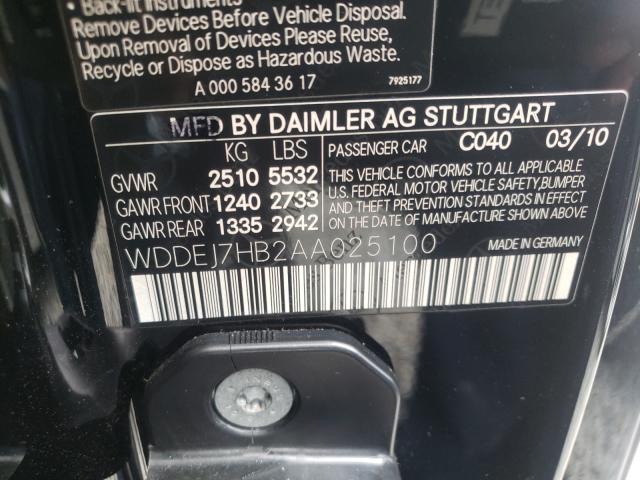 • Back-lit Instruments
Remove Devices Before Vehicle Disposal.
Upon Removal of Devices Please Reuse,
Recycle or Dispose as Hazardous Waste.
A 000 584 36 17 7925177
MFD BY DAIMLER AG STUTTGART
KG LBS PASSENGER CAR C040 03/10
GVWR 2510 5532
GAWR FRONT 1240 2733
GAWR REAR 1335 2942
THIS VEHICLE CONFORMS TO ALL APPLICABLE
U.S. FEDERAL MOTOR VEHICLE SAFETY, BUMPER
AND THEFT PREVENTION STANDARDS IN EFFECT
ON THE DATE OF MANUFACTURE SHOWN ABOVE.
WDDEJ7HB2AA025100 MADE IN GERMANY